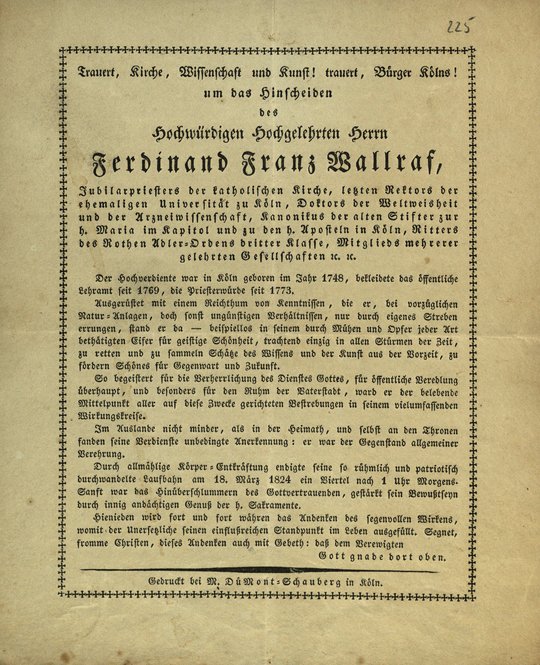 225
Trauert, Kirche, Wissenschaft und Kunst! trauert, Bürger Kölns!
um das Hinscheiden
des
Hochwürdigen Hochgelehrten Herrn
Ferdinand Franz Wallraf,
Jubilarpriesters der katholischen Kirche, letzten Rektors der
ehemaligen Universität zu Köln, Doktors der Weltweisheit
und der Arzneiwissenschaft, Kanonikus der alten Stifter zur
h. Maria im Kapitol und zu den h. Aposteln in Köln, Ritters
des Rothen Adler-Ordens dritter Klasse, Mitglieds mehrerer
gelehrten Gesellschaften ꝛc. ꝛc.
Der Hochverdiente war in Köln geboren im Jahr 1748, bekleidete das öffentliche
Lehramt seit 1769, die Priesterwürde seit 1773.
Ausgerüstet mit einem Reichthum von Kenntnissen, die er, bei vorzüglichen
Natur-Anlagen, doch sonst ungünstigen Verhältnissen, nur durch eigenes Streben
errungen, stand er da — beispiellos in seinem durch Mühen und Opfer jeder Art
bethätigten Eifer für geistige Schönheit, trachtend einzig in allen Stürmen der Zeit,
zu retten und zu sammeln Schätze des Wissens und der Kunst aus der Vorzeit, zu
fördern Schönes für Gegenwart und Zukunft.
So begeistert für die Verherrlichung des Dienstes Gottes, für öffentliche Veredlung
überhaupt, und besonders für den Ruhm der Vaterstadt, ward er der belebende
Mittelpunkt aller auf diese Zwecke gerichteten Bestrebungen in seinem vielumfassenden
Wirkungskreise.
Im Auslande nicht minder, als in der Heimath, und selbst an den Thronen
fanden seine Verdienste unbedingte Anerkennung: er war der Gegenstand allgemeiner
Verehrung.
Durch allmählige Körper-Entkräftung endigte seine so rühmlich und patriotisch
durchwandelte Laufbahn am 18. März 1824 ein Viertel nach 1 Uhr Morgens.
Sanft war das Hinüberschlummern des Gottvertrauenden, gestärkt sein Bewußtseyn
durch innig andächtigen Genuß der h. Sakramente.
Hienieden wird fort und fort währen das Andenken des segenvollen Wirkens,
womit der Unersetzliche seinen einflußreichen Standpunkt im Leben ausgefüllt. Segnet,
fromme Christen, dieses Andenken auch mit Gebeth: daß dem Verewigten
Gott gnade dort oben.
Gedruckt bei M. DüMont-Schauberg in Köln.